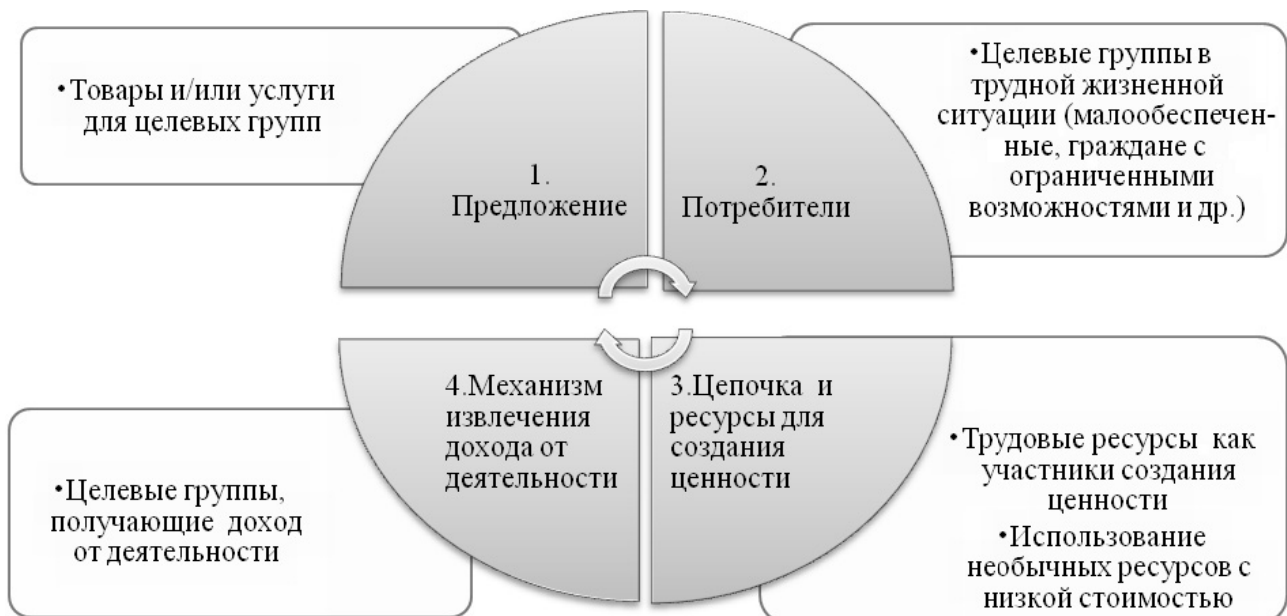 •Товары и/или услуги
для целевых групп
1.
Предложение
2.
Потребители
•Целевые группы в
трудной жизненной
ситуации (малообеспечен-
ные, граждане с
ограниченными
возможностями и др.)
4.Механизм
извлечения
дохода от
деятельности
3.Цепочка и
ресурсы для
создания
ценности
•Целевые группы,
получающие доход
от деятельности
•Трудовые ресурсы как
участники создания
ценности
•Использование
необычных ресурсов с
низкой стоимостью